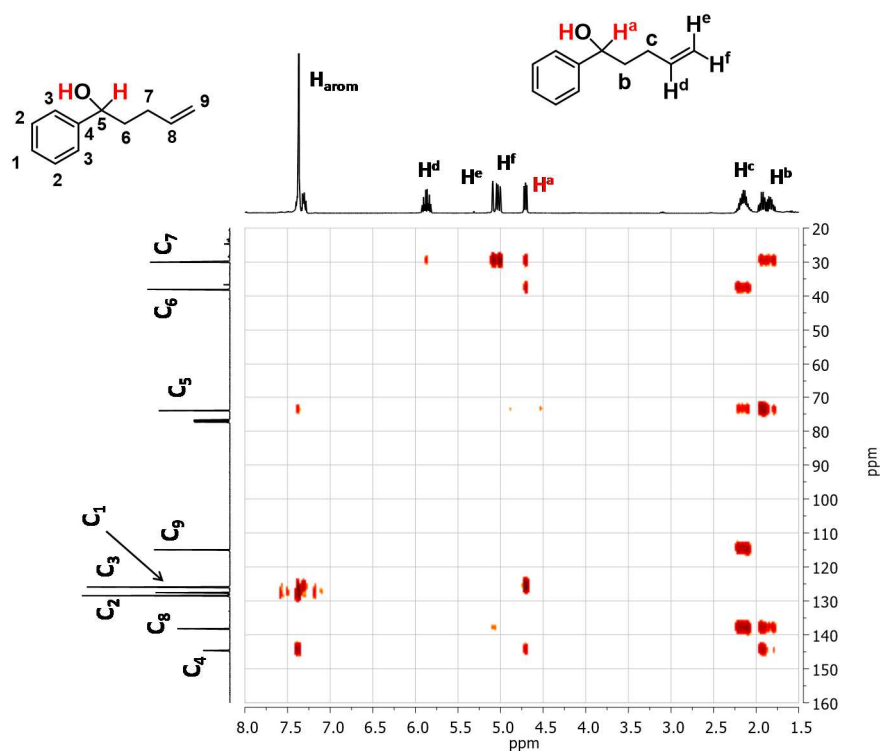 HO H
3 7 9
2 5
4 6 8
1 3
2
HO Hᵃ Hᵉ
c
b Hᶠ
Hᵈ
Hₐᵣₒₘ
Hᵈ Hᵉ Hᶠ Hᵃ Hᶜ Hᵇ
C₇
C₆
C₅
C₉
C₁
C₃
C₂
C₈
C₄
20
30
40
50
60
70
80
90
100
110
120
130
140
150
160
ppm
8.0 7.5 7.0 6.5 6.0 5.5 5.0 4.5 4.0 3.5 3.0 2.5 2.0 1.5
ppm